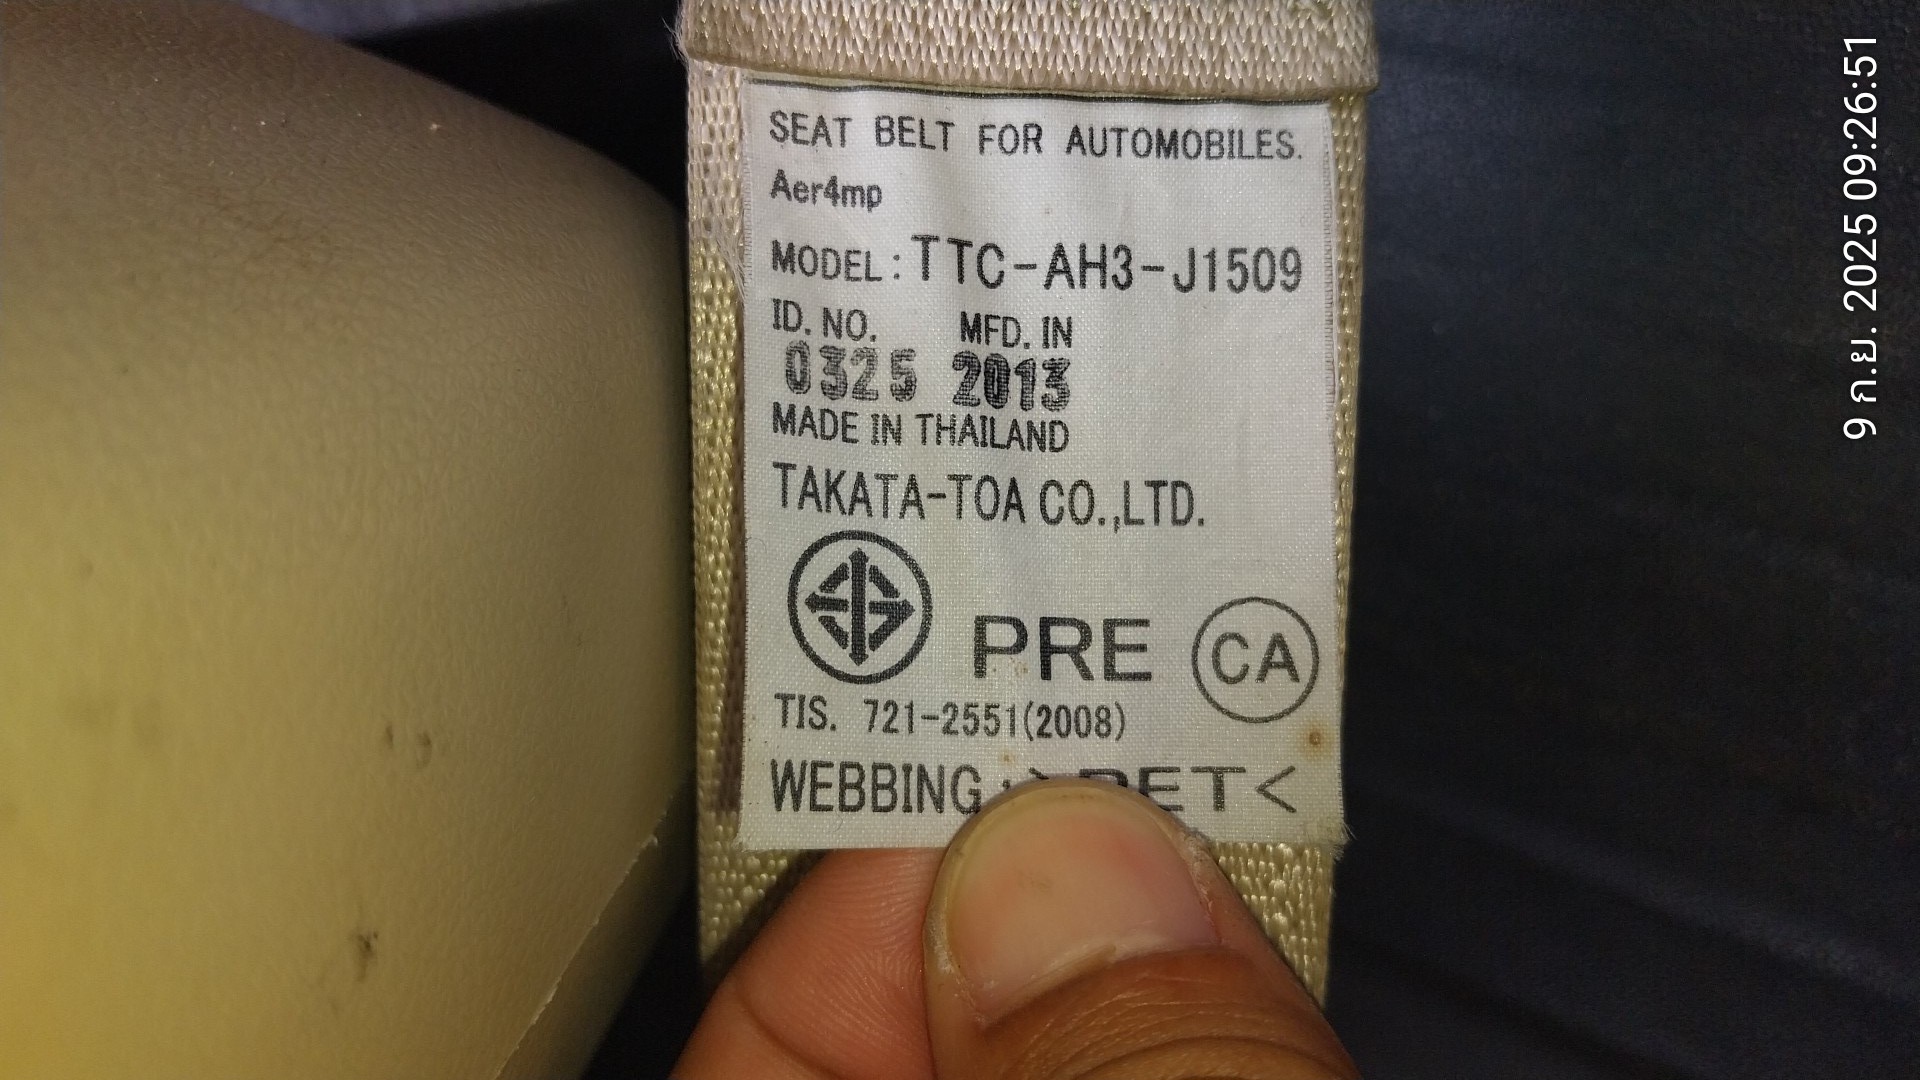 SEAT BELT FOR AUTOMOBILES.
Aer4mp
MODEL : TTC-AH3-J1509
ID. NO. MFD. IN
0325 2013
MADE IN THAILAND
TAKATA-TOA CO.,LTD.
PRE CA
TIS. 721-2551(2008)
WEBBING : >PET<
9 ก.ย. 2025 09:26:51